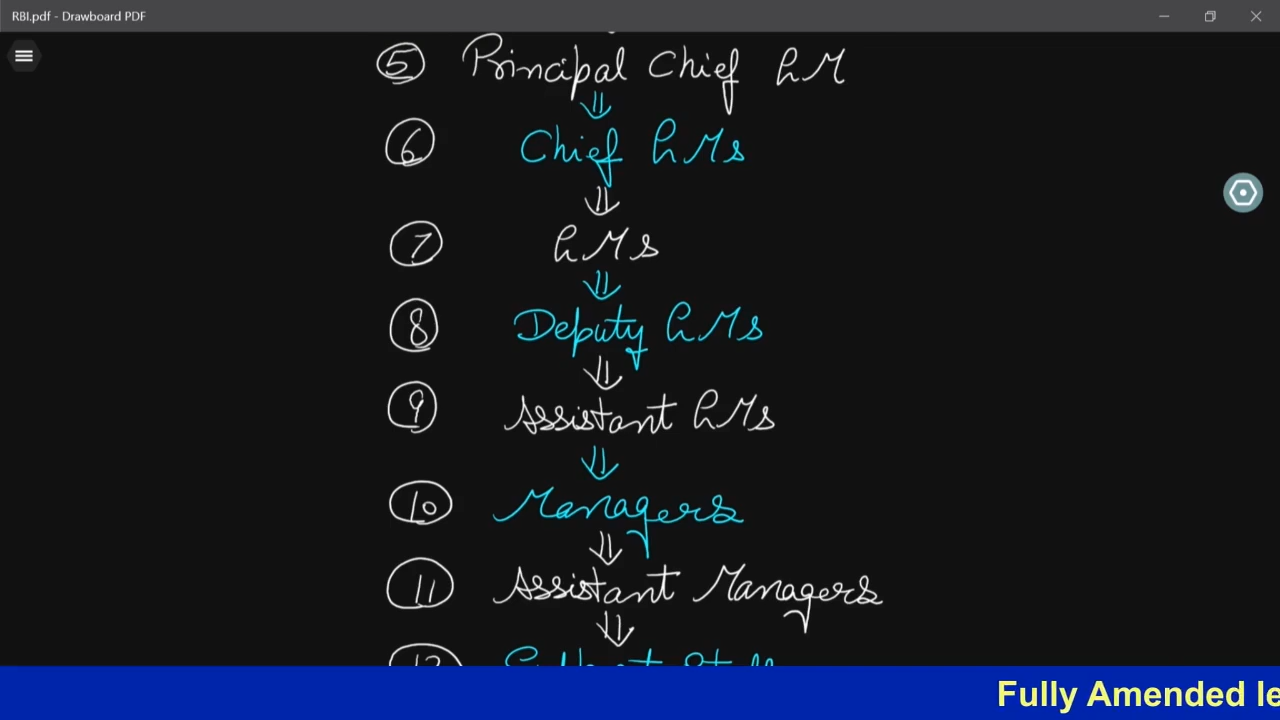 RBI.pdf - Drawboard PDF
5 Principal Chief GM
6 Chief GMs
7 GMs
8 Deputy GMs
9 Assistant GMs
10 Managers
11 Assistant Managers
12
Fully Amended le